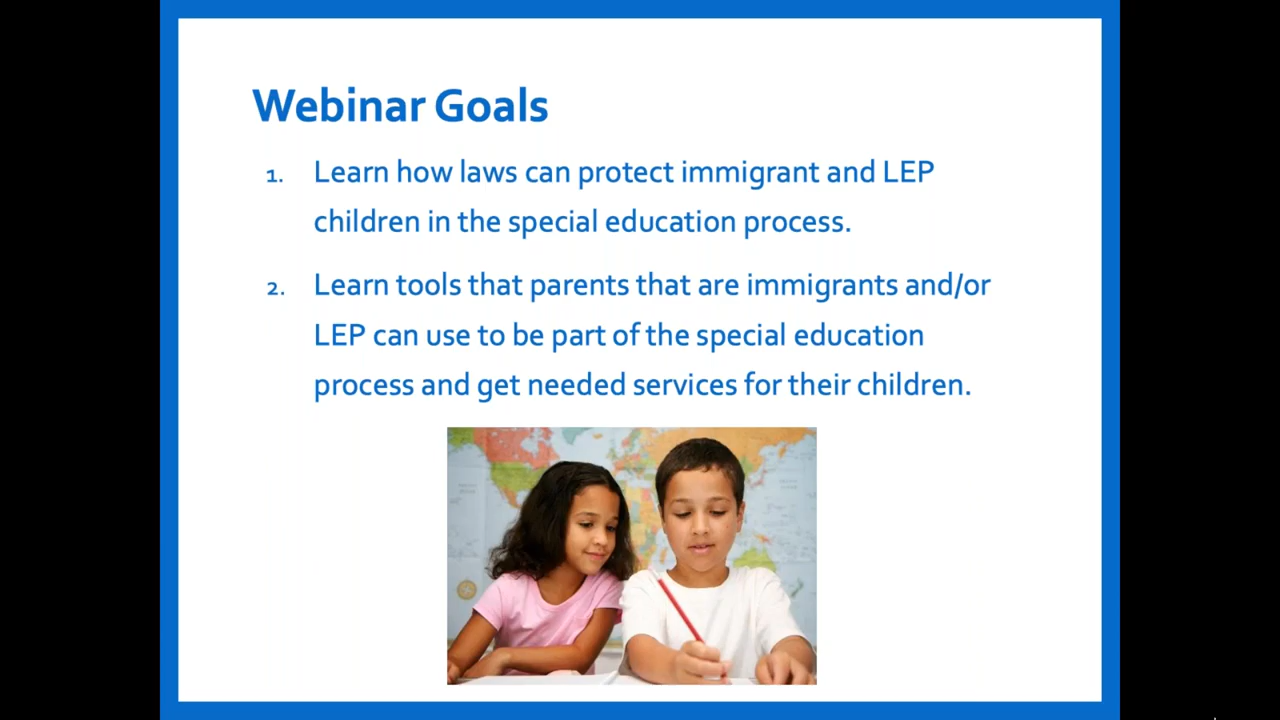 Webinar Goals
1. Learn how laws can protect immigrant and LEP
children in the special education process.
2. Learn tools that parents that are immigrants and/or
LEP can use to be part of the special education
process and get needed services for their children.